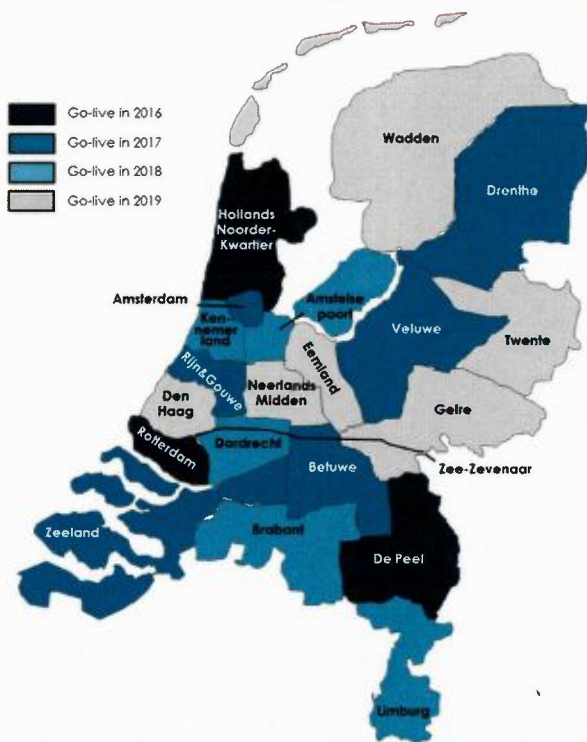 Go-live in 2016
Go-live in 2017
Go-live in 2018
Go-live in 2019
Wadden
Drenthe
Hollands
Noorder-
Kwartier
Amsterdam
Ken-
nemer
land
Amstelse
poort
Veluwe
Twente
Eemland
Rijn&Gouwe
Neerlands
Midden
Den
Haag
Gelre
Rotterdam
Dordrecht
Zee-Zevenaar
Betuwe
Zeeland
Brabant
De Peel
Limburg